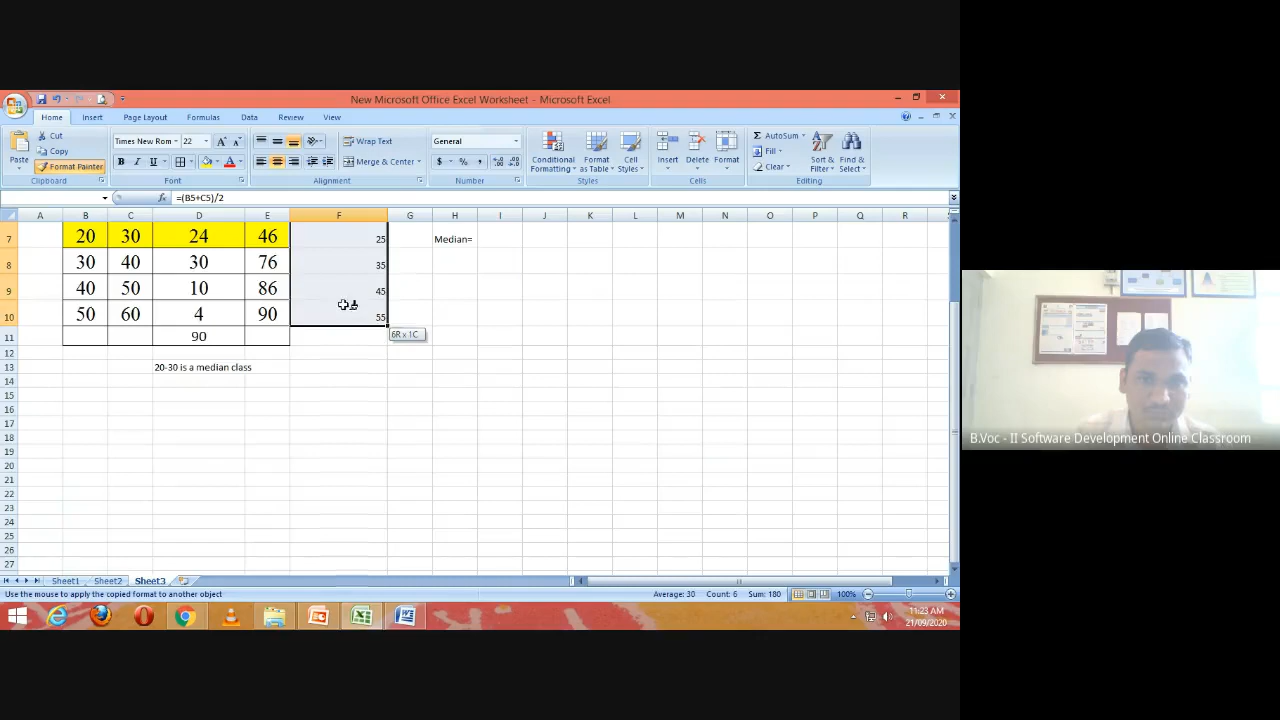 New Microsoft Office Excel Worksheet - Microsoft Excel
Home Insert Page Layout Formulas Data Review View
Paste
Cut
Copy
Format Painter
Clipboard
Times New Rom 22
B I U
Font
Wrap Text
Merge & Center
Alignment
General
$ % ,
Number
Conditional Formatting
Format as Table
Cell Styles
Styles
Insert Delete Format
Cells
AutoSum
Fill
Clear
Sort & Filter
Find & Select
Editing
fx =(B5+C5)/2
A B C D E F G H I J K L M N O P Q R
7 20 30 24 46 25 Median=
8 30 40 30 76 35
9 40 50 10 86 45
10 50 60 4 90 55
6R x 1C
11 90
12
13 20-30 is a median class
14
15
16
17
18
19
20
21
22
23
24
25
26
27
Sheet1 Sheet2 Sheet3
Use the mouse to apply the copied format to another object
Average: 30 Count: 6 Sum: 180 100%
11:23 AM
21/09/2020
B.Voc - II Software Development Online Classroom